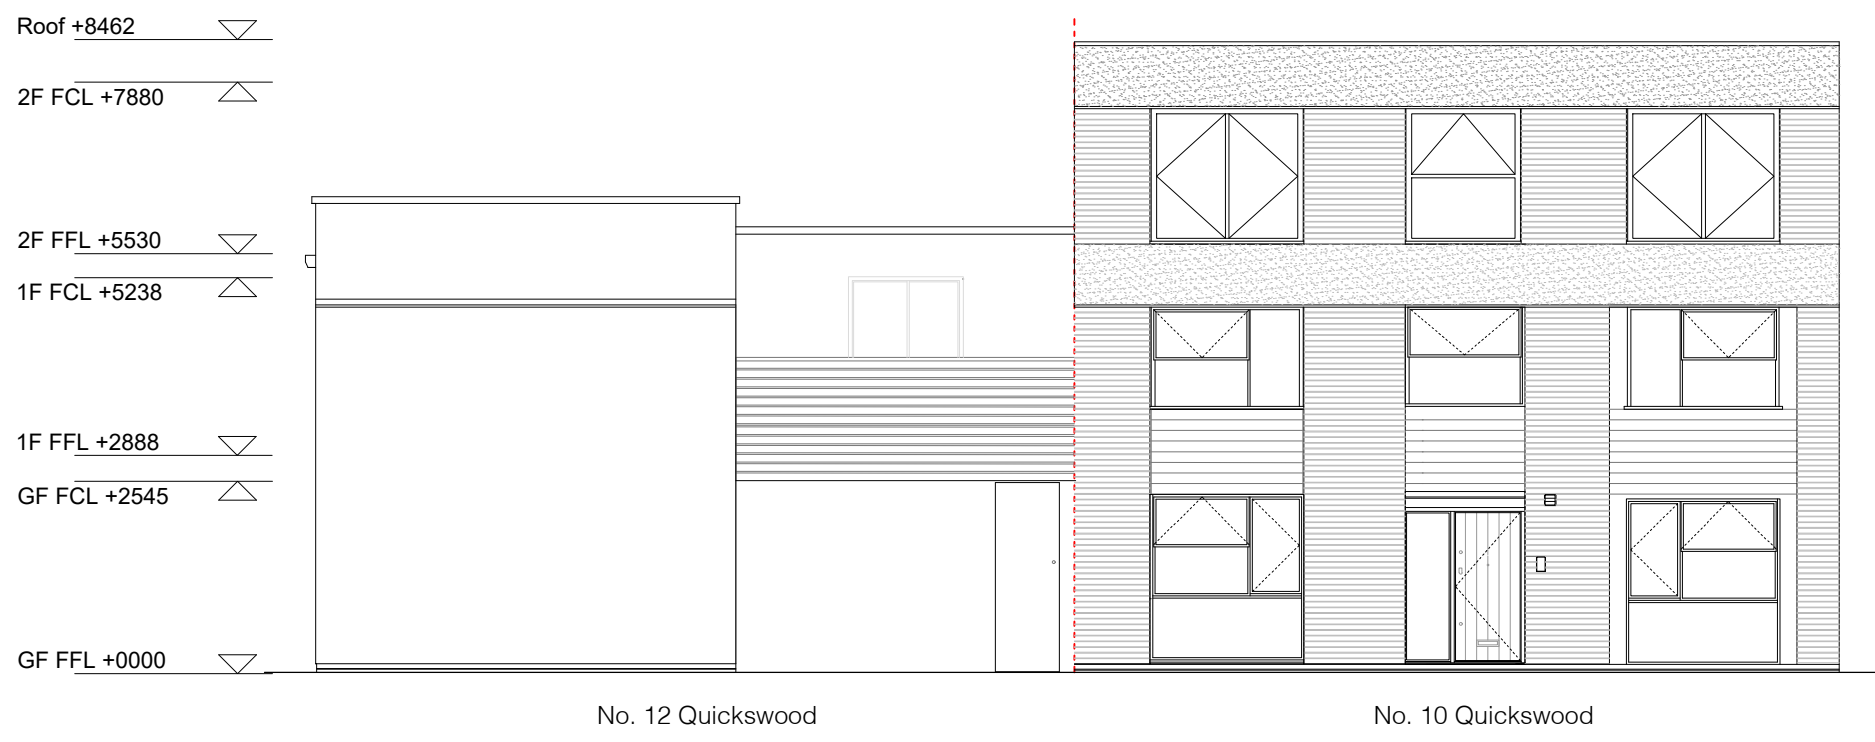 Roof +8462
2F FCL +7880
2F FFL +5530
1F FCL +5238
1F FFL +2888
GF FCL +2545
GF FFL +0000
No. 12 Quickswood
No. 10 Quickswood